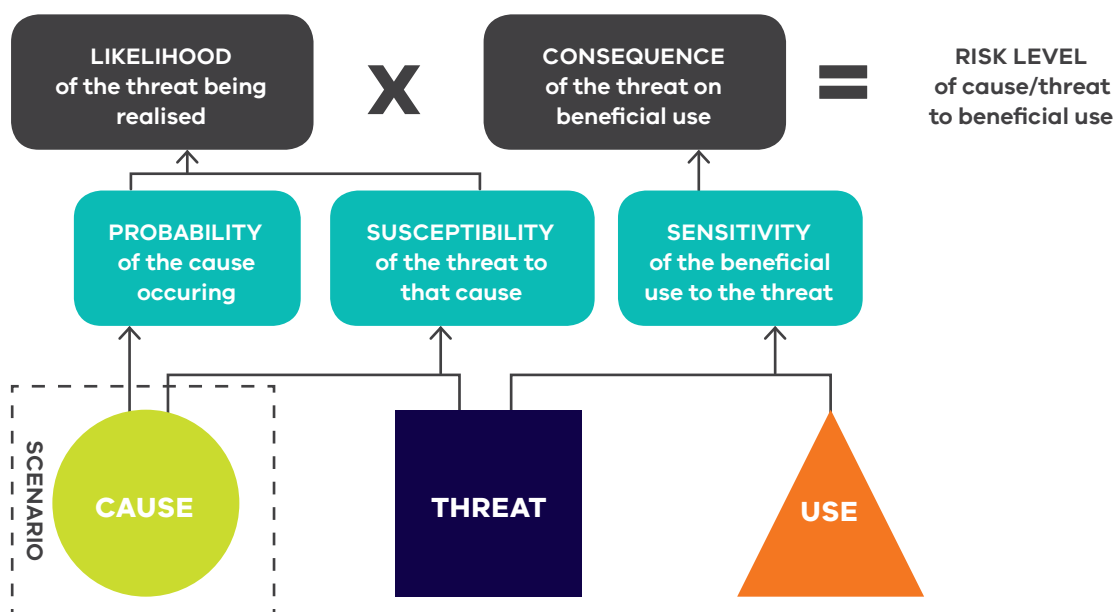 LIKELIHOOD
of the threat being
realised
x
CONSEQUENCE
of the threat on
beneficial use
=
RISK LEVEL
of cause/threat
to beneficial use
PROBABILITY
of the cause
occuring
SUSCEPTIBILITY
of the threat to
that cause
SENSITIVITY
of the beneficial
use to the threat
SCENARIO
CAUSE
THREAT
USE